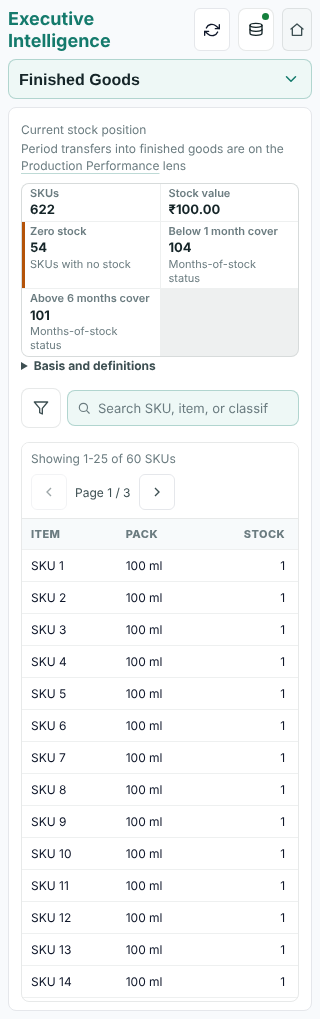 Executive
Intelligence
Finished Goods
Current stock position
Period transfers into finished goods are on the
Production Performance lens
SKUs
622
Stock value
₹100.00
Zero stock
54
SKUs with no stock
Below 1 month cover
104
Months-of-stock
status
Above 6 months cover
101
Months-of-stock
status
Basis and definitions
Search SKU, item, or classif
Showing 1-25 of 60 SKUs
Page 1 / 3
ITEM PACK STOCK
SKU 1 100 ml 1
SKU 2 100 ml 1
SKU 3 100 ml 1
SKU 4 100 ml 1
SKU 5 100 ml 1
SKU 6 100 ml 1
SKU 7 100 ml 1
SKU 8 100 ml 1
SKU 9 100 ml 1
SKU 10 100 ml 1
SKU 11 100 ml 1
SKU 12 100 ml 1
SKU 13 100 ml 1
SKU 14 100 ml 1